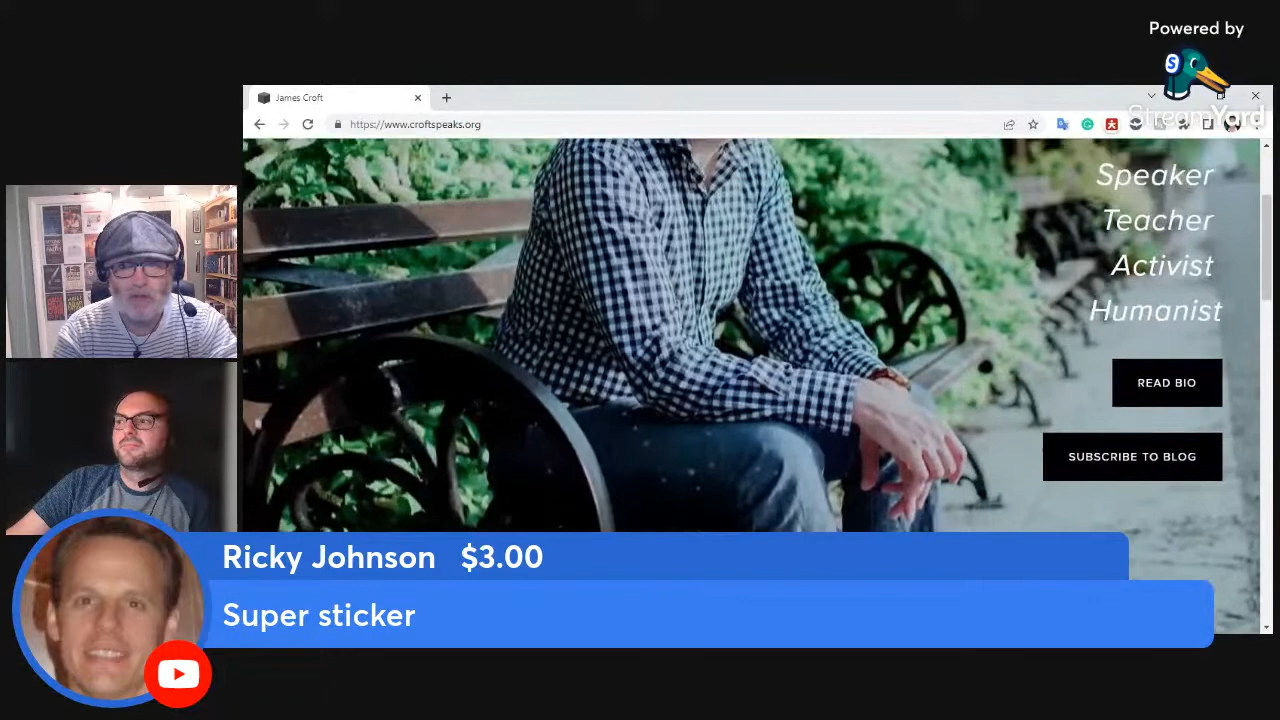 Powered by
StreamYard
James Croft
https://www.croftspeaks.org
Speaker
Teacher
Activist
Humanist
READ BIO
SUBSCRIBE TO BLOG
Ricky Johnson $3.00
Super sticker